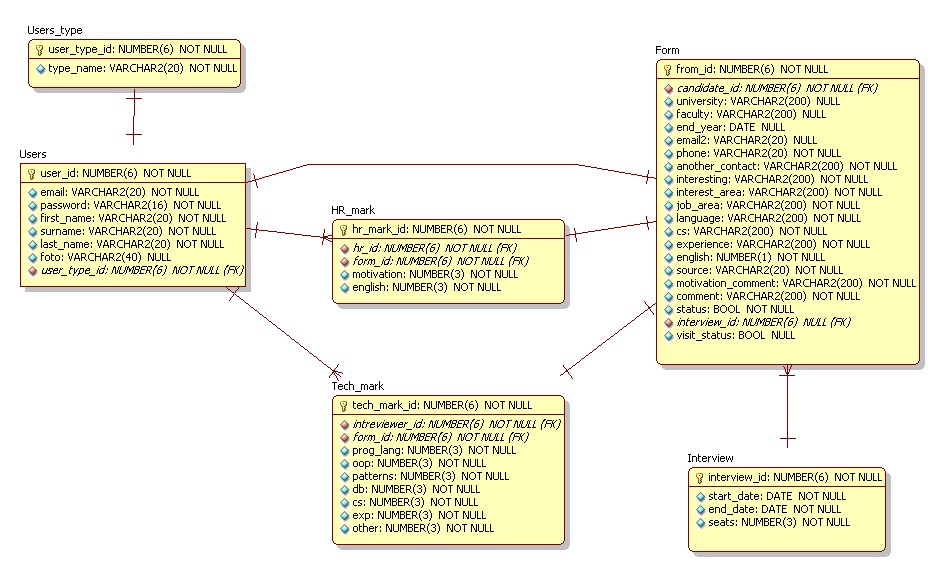 Users_type
user_type_id: NUMBER(6) NOT NULL
type_name: VARCHAR2(20) NOT NULL
Users
user_id: NUMBER(6) NOT NULL
email: VARCHAR2(20) NOT NULL
password: VARCHAR2(16) NOT NULL
first_name: VARCHAR2(20) NOT NULL
surname: VARCHAR2(20) NOT NULL
last_name: VARCHAR2(20) NOT NULL
foto: VARCHAR2(40) NULL
user_type_id: NUMBER(6) NOT NULL (FK)
HR_mark
hr_mark_id: NUMBER(6) NOT NULL
hr_id: NUMBER(6) NOT NULL (FK)
form_id: NUMBER(6) NOT NULL (FK)
motivation: NUMBER(3) NOT NULL
english: NUMBER(3) NOT NULL
Tech_mark
tech_mark_id: NUMBER(6) NOT NULL
intreviewer_id: NUMBER(6) NOT NULL (FK)
form_id: NUMBER(6) NOT NULL (FK)
prog_lang: NUMBER(3) NOT NULL
oop: NUMBER(3) NOT NULL
patterns: NUMBER(3) NOT NULL
db: NUMBER(3) NOT NULL
cs: NUMBER(3) NOT NULL
exp: NUMBER(3) NOT NULL
other: NUMBER(3) NOT NULL
Form
from_id: NUMBER(6) NOT NULL
candidate_id: NUMBER(6) NOT NULL (FK)
university: VARCHAR2(200) NULL
faculty: VARCHAR2(200) NULL
end_year: DATE NULL
email2: VARCHAR2(20) NULL
phone: VARCHAR2(20) NOT NULL
another_contact: VARCHAR2(200) NOT NULL
interesting: VARCHAR2(200) NOT NULL
interest_area: VARCHAR2(200) NOT NULL
job_area: VARCHAR2(200) NOT NULL
language: VARCHAR2(200) NOT NULL
cs: VARCHAR2(200) NOT NULL
experience: VARCHAR2(200) NOT NULL
english: NUMBER(1) NOT NULL
source: VARCHAR2(20) NOT NULL
motivation_comment: VARCHAR2(200) NOT NULL
comment: VARCHAR2(200) NOT NULL
status: BOOL NOT NULL
interview_id: NUMBER(6) NULL (FK)
visit_status: BOOL NULL
Interview
interview_id: NUMBER(6) NOT NULL
start_date: DATE NOT NULL
end_date: DATE NOT NULL
seats: NUMBER(3) NOT NULL